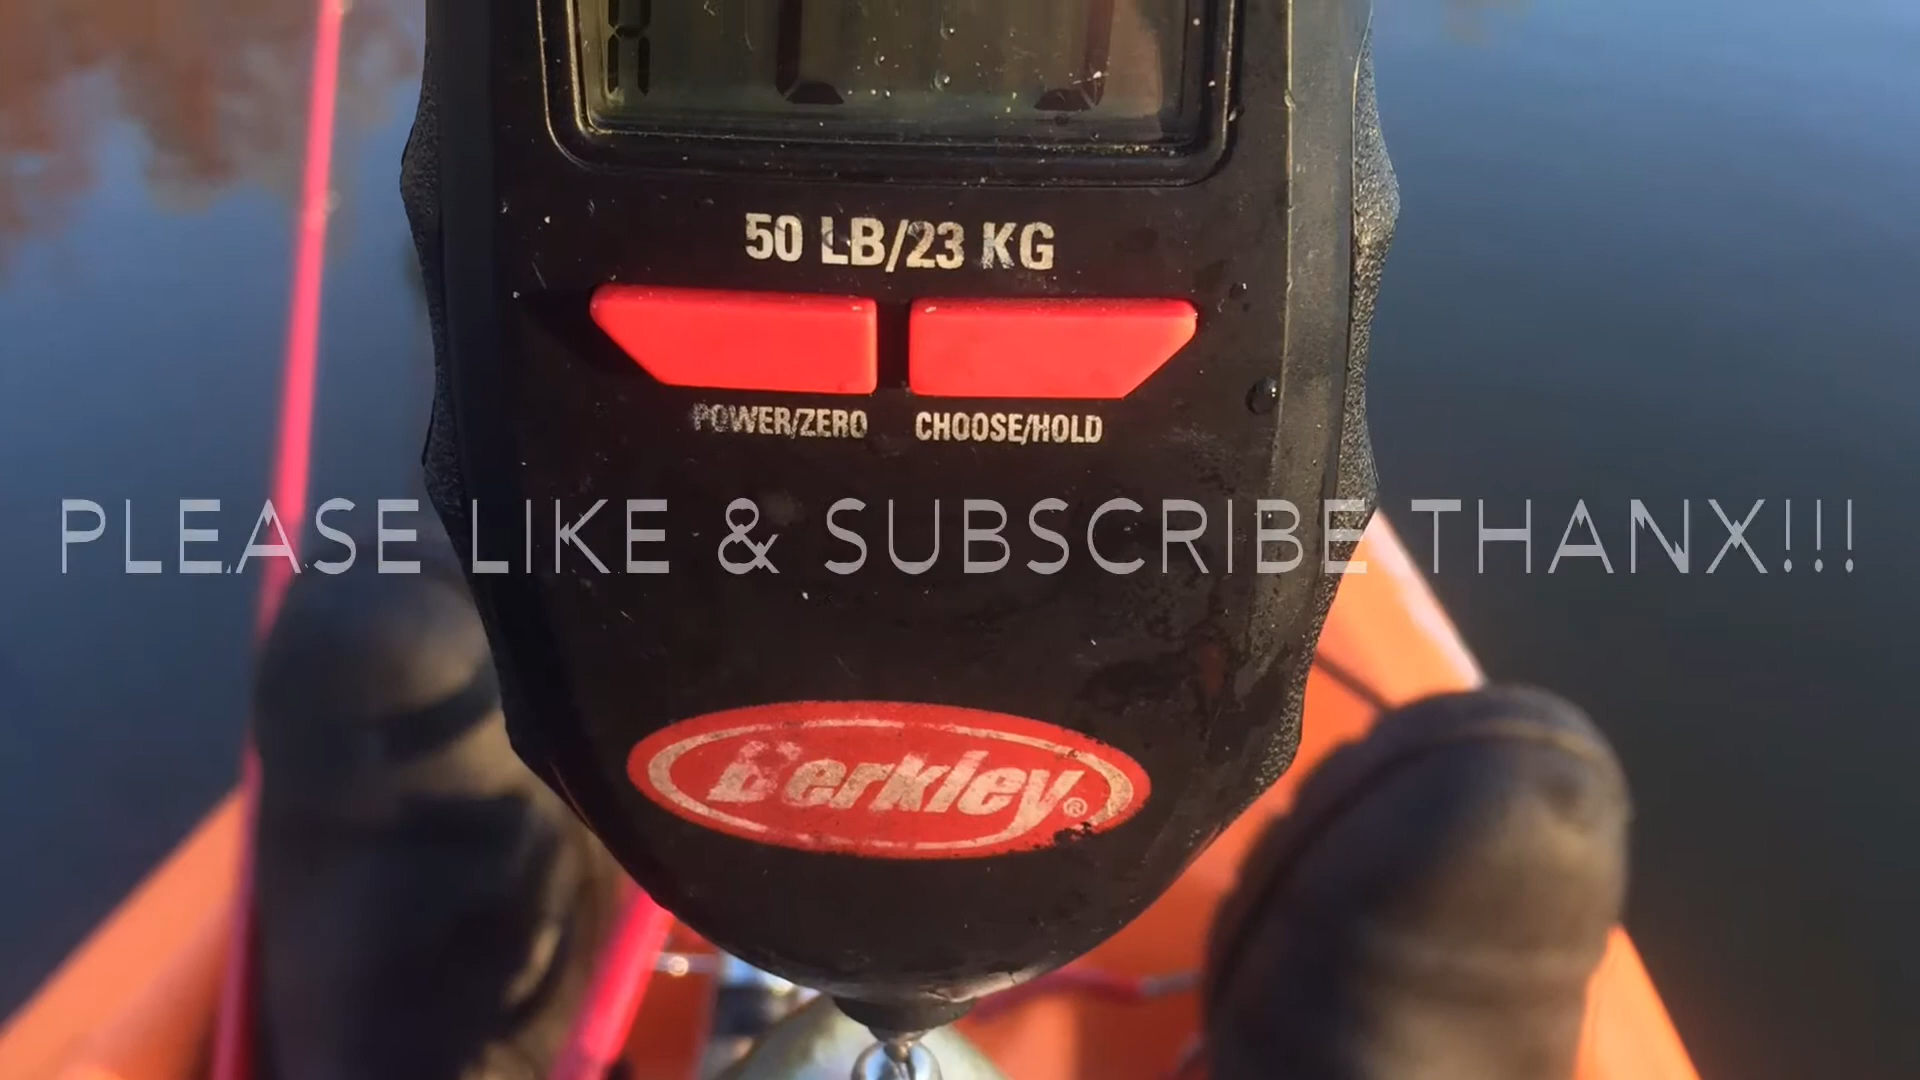 50 LB/23 KG
POWER/ZERO CHOOSE/HOLD
PLEASE LIKE & SUBSCRIBE THANX!!!
Berkley®